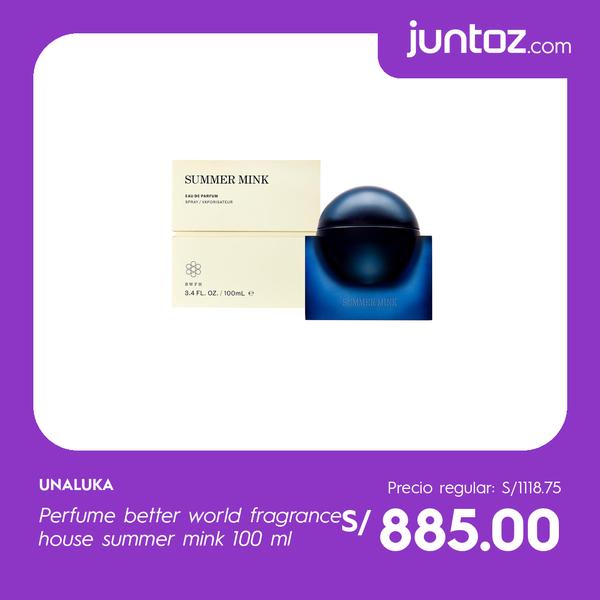 juntoz.com
SUMMER MINK
EAU DE PARFUM
SPRAY / VAPORISATEUR
BWFH
3.4 FL. OZ. / 100mL ℮
SUMMER MINK
UNALUKA
Perfume better world fragrance
house summer mink 100 ml
Precio regular: S/1118.75
S/ 885.00